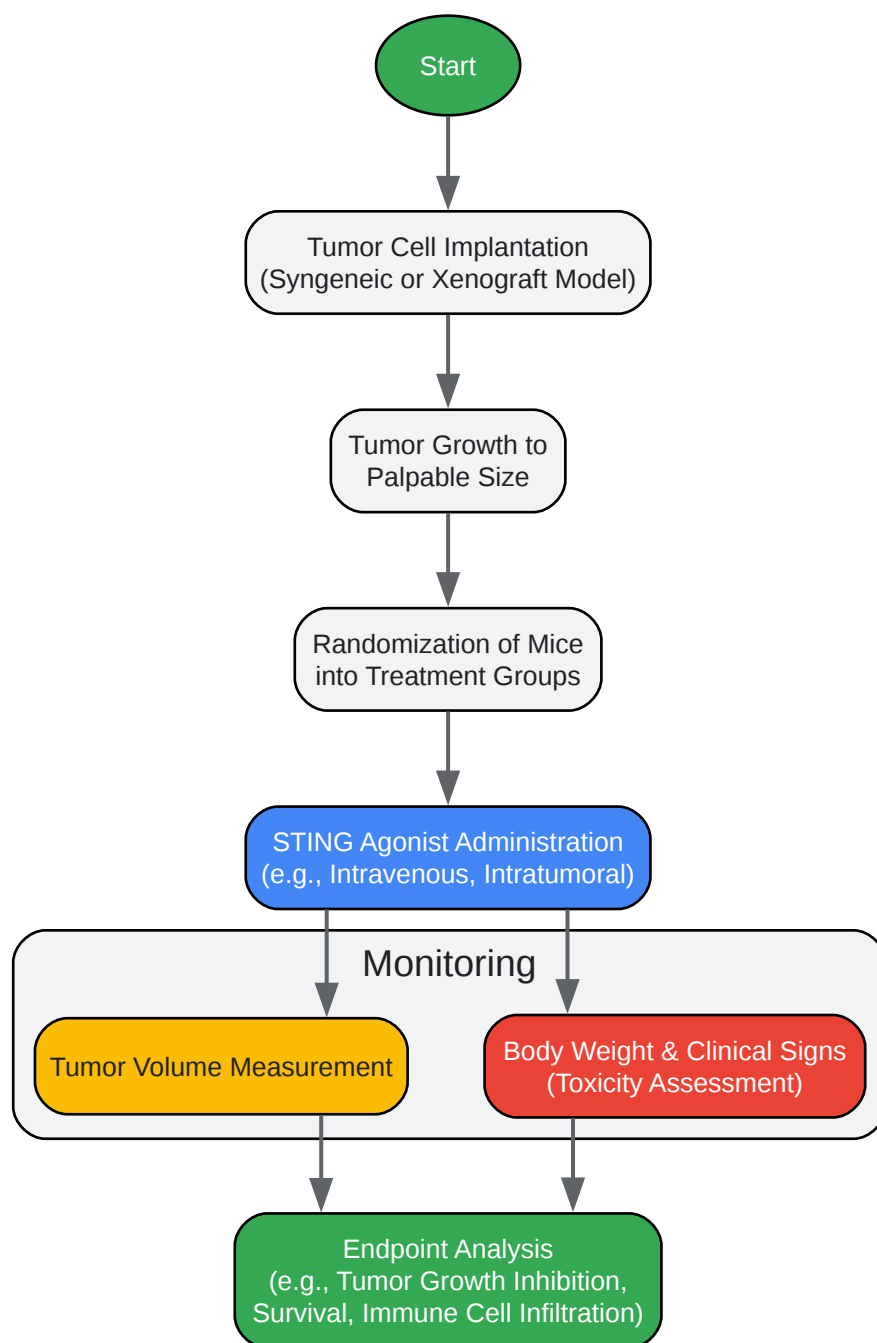 Start
Tumor Cell Implantation
(Syngeneic or Xenograft Model)
Tumor Growth to
Palpable Size
Randomization of Mice
into Treatment Groups
STING Agonist Administration
(e.g., Intravenous, Intratumoral)
Monitoring
Tumor Volume Measurement
Body Weight & Clinical Signs
(Toxicity Assessment)
Endpoint Analysis
(e.g., Tumor Growth Inhibition,
Survival, Immune Cell Infiltration)